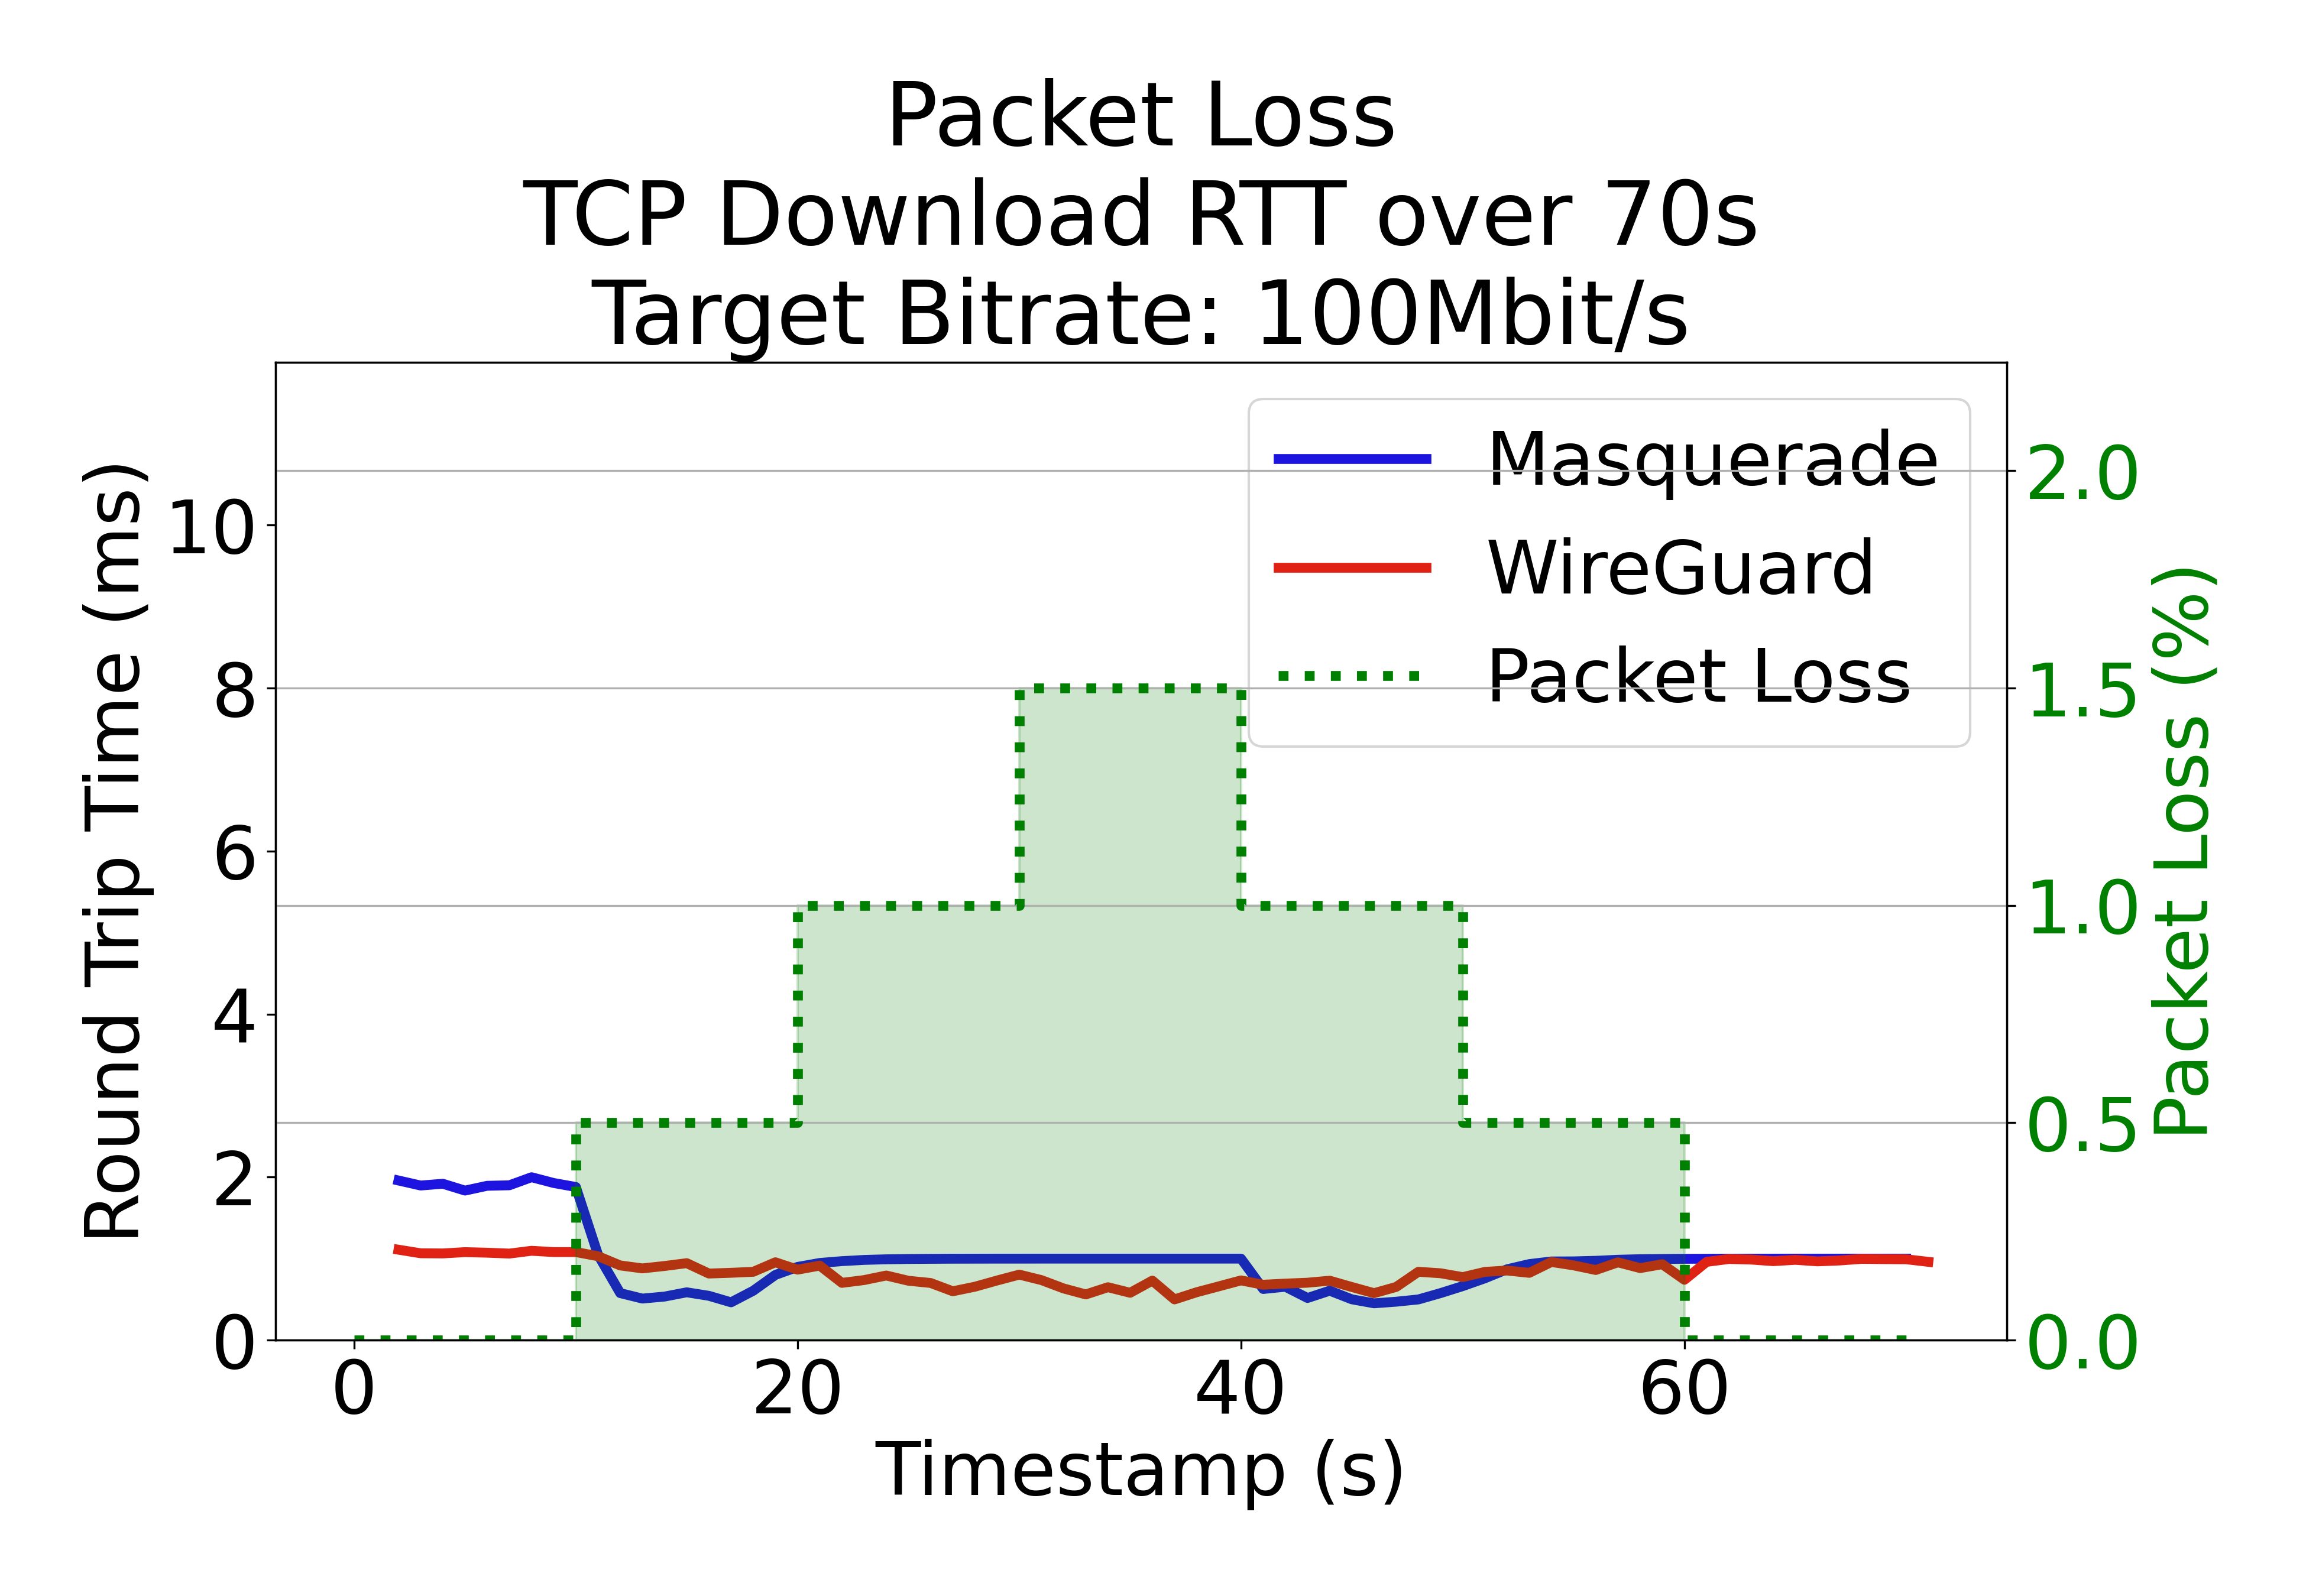 Packet Loss
TCP Download RTT over 70s
Target Bitrate: 100Mbit/s
Masquerade
WireGuard
Packet Loss
Round Trip Time (ms)
10
8
6
4
2
0
2.0
1.5
1.0
0.5
0.0
Packet Loss (%)
0 20 40 60
Timestamp (s)